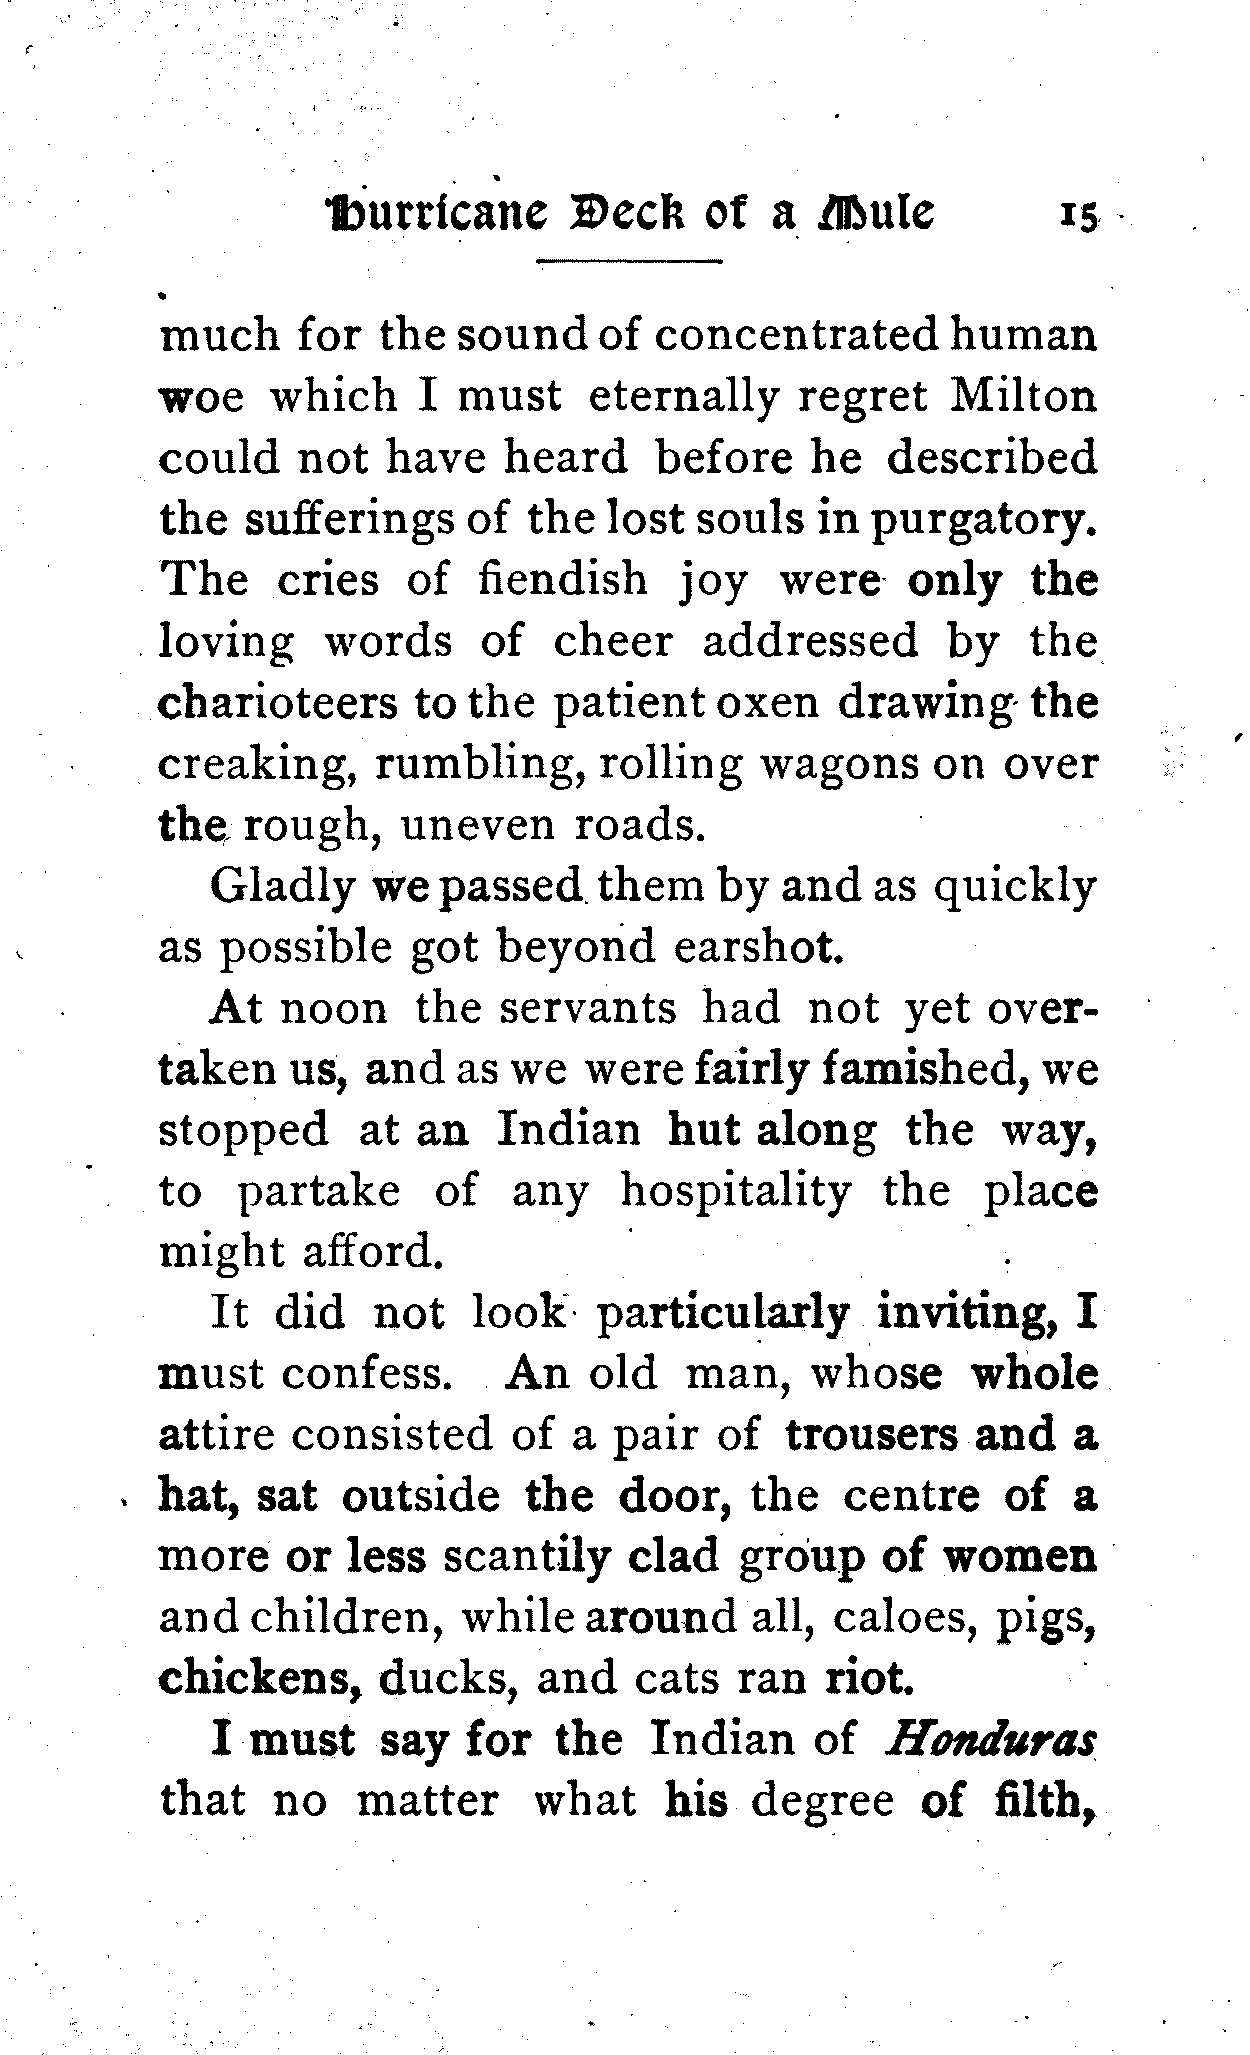 Hurricane Deck of a Mule 15
much for the sound of concentrated human
woe which I must eternally regret Milton
could not have heard before he described
the sufferings of the lost souls in purgatory.
The cries of fiendish joy were only the
loving words of cheer addressed by the
charioteers to the patient oxen drawing the
creaking, rumbling, rolling wagons on over
the rough, uneven roads.
Gladly we passed them by and as quickly
as possible got beyond earshot.
At noon the servants had not yet over-
taken us, and as we were fairly famished, we
stopped at an Indian hut along the way,
to partake of any hospitality the place
might afford.
It did not look particularly inviting, I
must confess. An old man, whose whole
attire consisted of a pair of trousers and a
hat, sat outside the door, the centre of a
more or less scantily clad group of women
and children, while around all, caloes, pigs,
chickens, ducks, and cats ran riot.
I must say for the Indian of Honduras
that no matter what his degree of filth,